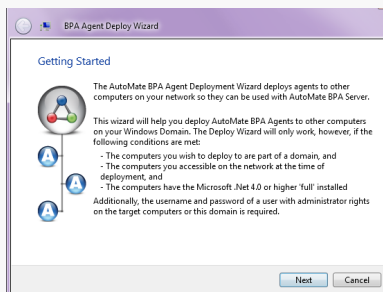 BPA Agent Deploy Wizard
Getting Started
The AutoMate BPA Agent Deployment Wizard deploys agents to other
computers on your network so they can be used with AutoMate BPA Server.
This wizard will help you deploy AutoMate BPA Agents to other computers
on your Windows Domain. The Deploy Wizard will only work, however, if the
following conditions are met:
- The computers you wish to deploy to are part of a domain, and
- The computers you accessible on the network at the time of
deployment, and
- The computers have the Microsoft .Net 4.0 or higher 'full' installed
Additionally, the username and password of a user with administrator rights
on the target computers or this domain is required.
A
A
A
Next
Cancel